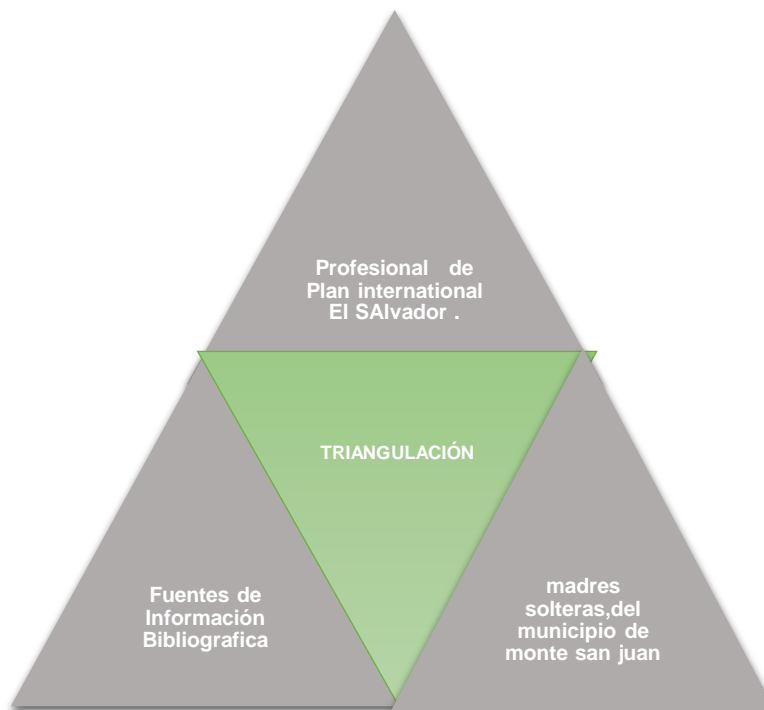 Profesional de
Plan international
El SAlvador .
TRIANGULACIÓN
Fuentes de
Información
Bibliografica
madres
solteras,del
municipio de
monte san juan